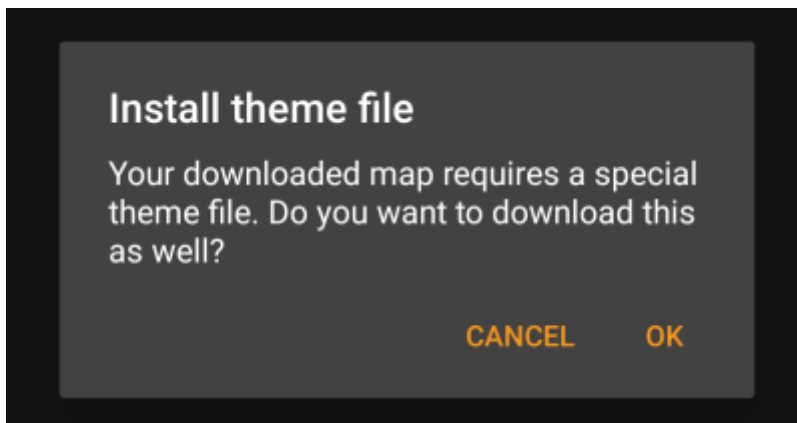 Install theme file
Your downloaded map requires a special
theme file. Do you want to download this
as well?
CANCEL OK